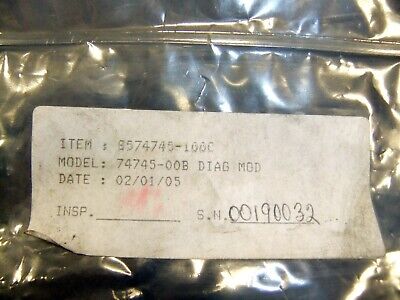 ITEM : 8574745-100C
MODEL: 74745-00B DIAG MOD
DATE : 02/01/05
INSP. S.N. 00190032